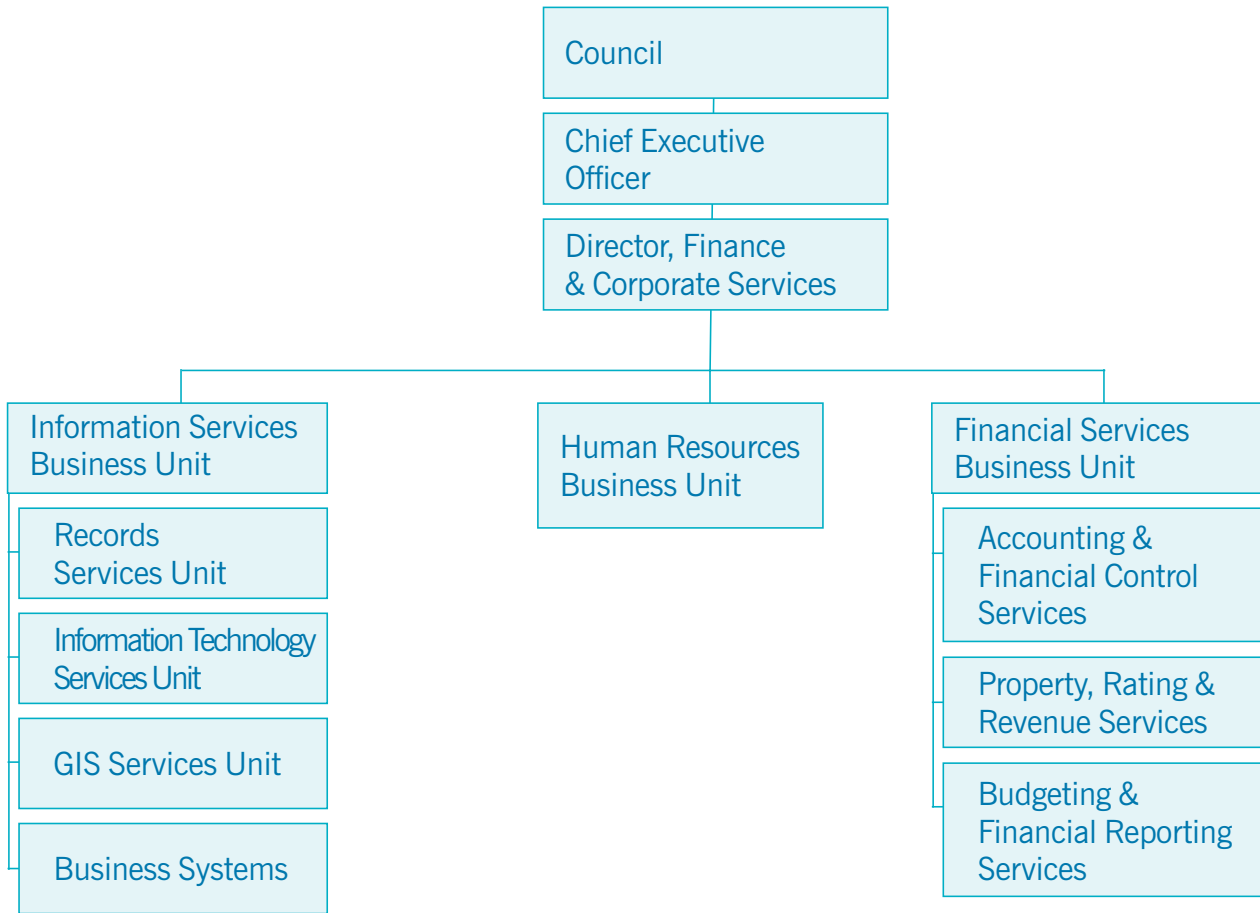 Council
Chief Executive
Officer
Director, Finance
& Corporate Services
Information Services
Business Unit
Records
Services Unit
Information Technology
Services Unit
GIS Services Unit
Business Systems
Human Resources
Business Unit
Financial Services
Business Unit
Accounting &
Financial Control
Services
Property, Rating &
Revenue Services
Budgeting &
Financial Reporting
Services